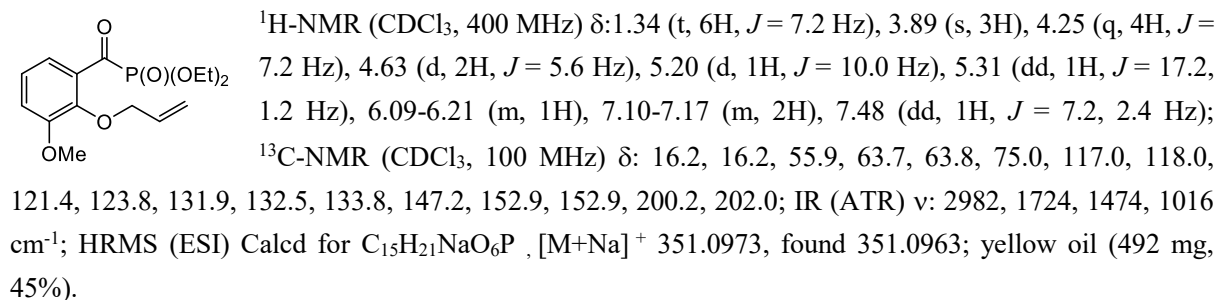 O
P(O)(OEt)₂
O
OMe
¹H-NMR (CDCl₃, 400 MHz) δ:1.34 (t, 6H, J = 7.2 Hz), 3.89 (s, 3H), 4.25 (q, 4H, J =
7.2 Hz), 4.63 (d, 2H, J = 5.6 Hz), 5.20 (d, 1H, J = 10.0 Hz), 5.31 (dd, 1H, J = 17.2,
1.2 Hz), 6.09-6.21 (m, 1H), 7.10-7.17 (m, 2H), 7.48 (dd, 1H, J = 7.2, 2.4 Hz);
¹³C-NMR (CDCl₃, 100 MHz) δ: 16.2, 16.2, 55.9, 63.7, 63.8, 75.0, 117.0, 118.0,
121.4, 123.8, 131.9, 132.5, 133.8, 147.2, 152.9, 152.9, 200.2, 202.0; IR (ATR) ν: 2982, 1724, 1474, 1016
cm⁻¹; HRMS (ESI) Calcd for C₁₅H₂₁NaO₆P , [M+Na] ⁺ 351.0973, found 351.0963; yellow oil (492 mg,
45%).